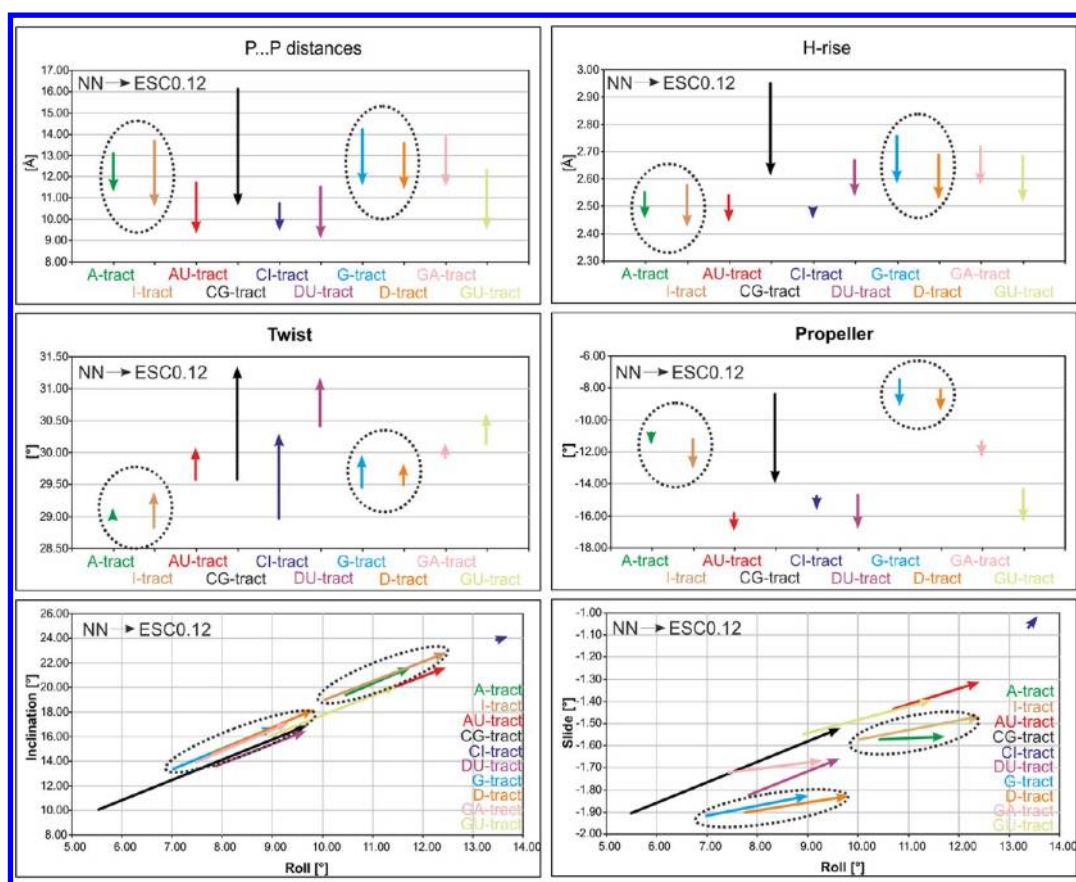 P...P distances
NN → ESC0.12
[Å]
17.00
16.00
15.00
14.00
13.00
12.00
11.00
10.00
9.00
8.00
A-tract AU-tract CI-tract G-tract GA-tract
I-tract CG-tract DU-tract D-tract GU-tract
H-rise
NN → ESC0.12
[Å]
3.00
2.90
2.80
2.70
2.60
2.50
2.40
2.30
A-tract AU-tract CI-tract G-tract GA-tract
I-tract CG-tract DU-tract D-tract GU-tract
Twist
NN → ESC0.12
[°]
31.50
31.00
30.50
30.00
29.50
29.00
28.50
A-tract AU-tract CI-tract G-tract GA-tract
I-tract CG-tract DU-tract D-tract GU-tract
Propeller
NN → ESC0.12
[°]
-6.00
-8.00
-10.00
-12.00
-14.00
-16.00
-18.00
A-tract AU-tract CI-tract G-tract GA-tract
I-tract CG-tract DU-tract D-tract GU-tract
NN → ESC0.12
Inclination [°]
26.00
24.00
22.00
20.00
18.00
16.00
14.00
12.00
10.00
8.00
A-tract
I-tract
AU-tract
CG-tract
CI-tract
DU-tract
G-tract
D-tract
GA-tract
GU-tract
5.00 6.00 7.00 8.00 9.00 10.00 11.00 12.00 13.00 14.00
Roll [°]
NN → ESC0.12
Slide [°]
-1.00
-1.10
-1.20
-1.30
-1.40
-1.50
-1.60
-1.70
-1.80
-1.90
-2.00
A-tract
I-tract
AU-tract
CG-tract
CI-tract
DU-tract
G-tract
D-tract
GA-tract
GU-tract
5.00 6.00 7.00 8.00 9.00 10.00 11.00 12.00 13.00 14.00
Roll [°]